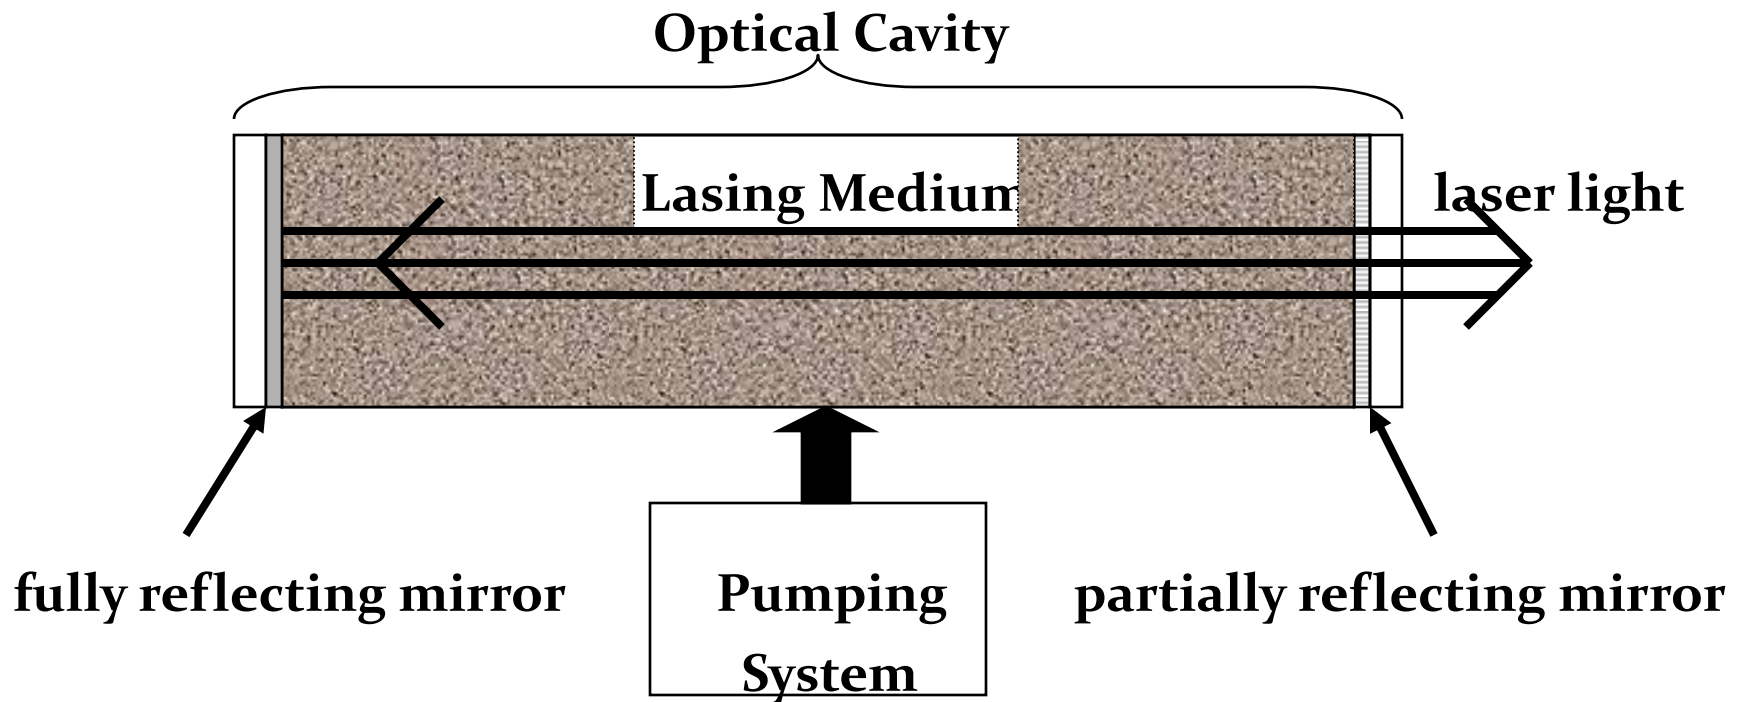 Optical Cavity
Lasing Medium
laser light
fully reflecting mirror
Pumping
System
partially reflecting mirror